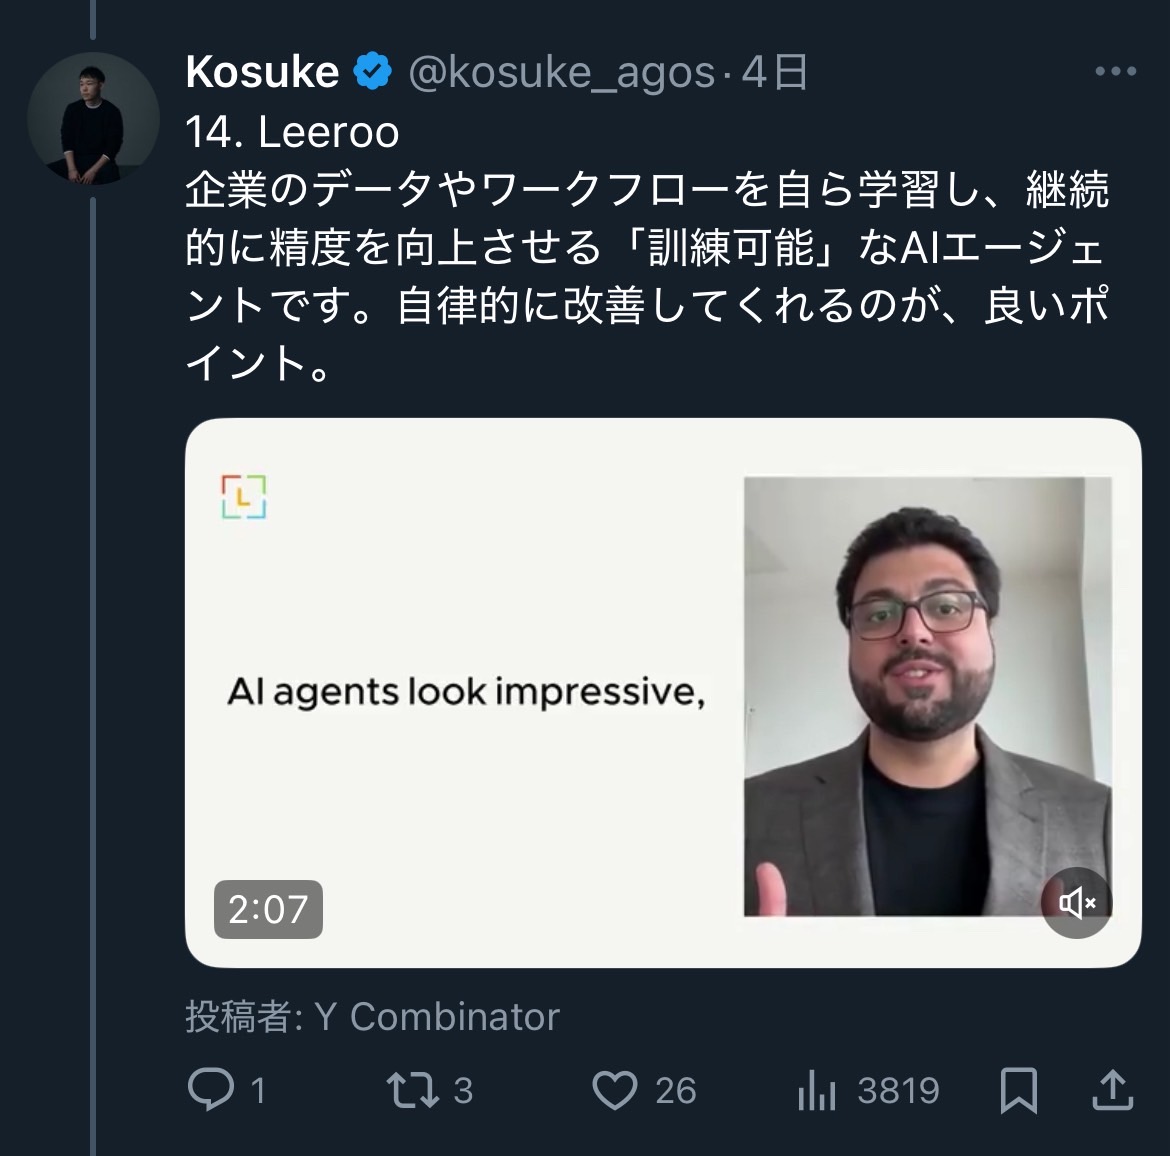 Kosuke @kosuke_agos · 4日
14. Leeroo
企業のデータやワークフローを自ら学習し、継続
的に精度を向上させる「訓練可能」なAIエージェ
ントです。自律的に改善してくれるのが、良いポ
イント。
L
AI agents look impressive,
2:07
投稿者: Y Combinator
1 3 26 3819